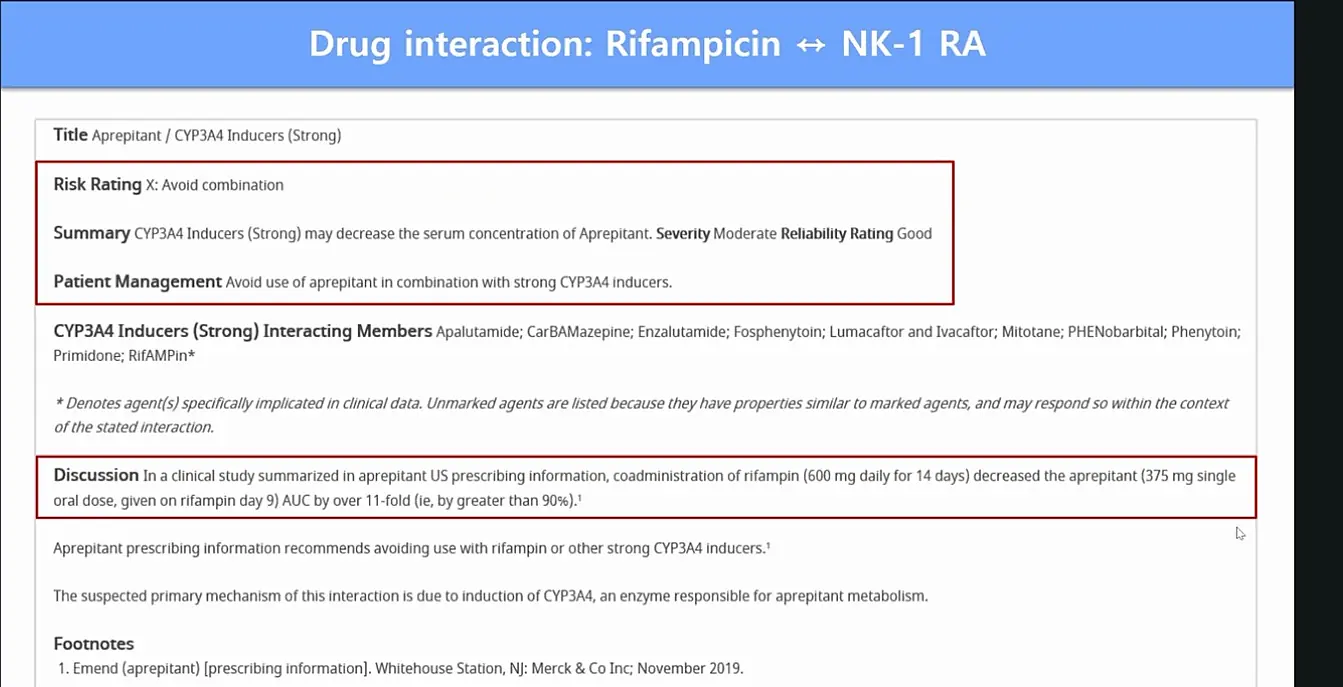 Drug interaction: Rifampicin ↔ NK-1 RA
Title Aprepitant / CYP3A4 Inducers (Strong)
Risk Rating X: Avoid combination
Summary CYP3A4 Inducers (Strong) may decrease the serum concentration of Aprepitant. Severity Moderate Reliability Rating Good
Patient Management Avoid use of aprepitant in combination with strong CYP3A4 inducers.
CYP3A4 Inducers (Strong) Interacting Members Apalutamide; CarBAMazepine; Enzalutamide; Fosphenytoin; Lumacaftor and Ivacaftor; Mitotane; PHENobarbital; Phenytoin;
Primidone; RifAMPin*
* Denotes agent(s) specifically implicated in clinical data. Unmarked agents are listed because they have properties similar to marked agents, and may respond so within the context
of the stated interaction.
Discussion In a clinical study summarized in aprepitant US prescribing information, coadministration of rifampin (600 mg daily for 14 days) decreased the aprepitant (375 mg single
oral dose, given on rifampin day 9) AUC by over 11-fold (ie, by greater than 90%).¹
Aprepitant prescribing information recommends avoiding use with rifampin or other strong CYP3A4 inducers.¹
The suspected primary mechanism of this interaction is due to induction of CYP3A4, an enzyme responsible for aprepitant metabolism.
Footnotes
1. Emend (aprepitant) [prescribing information]. Whitehouse Station, NJ: Merck & Co Inc; November 2019.